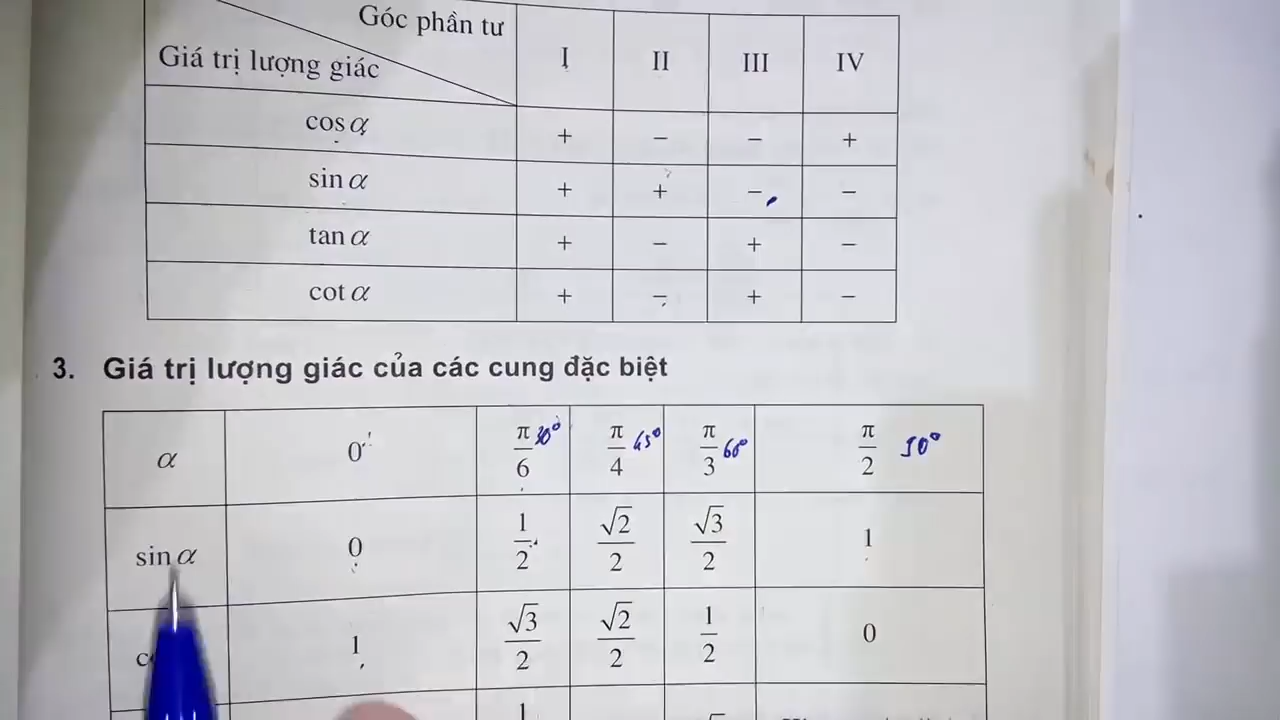 Góc phần tư
Giá trị lượng giác
I II III IV
cos α + − − +
sin α + + − −
tan α + − + −
cot α + − + −
3. Giá trị lượng giác của các cung đặc biệt
α 0 π/6 30° π/4 45° π/3 60° π/2 90°
sin α 0 1/2 √2/2 √3/2 1
1 √3/2 √2/2 1/2 0
1